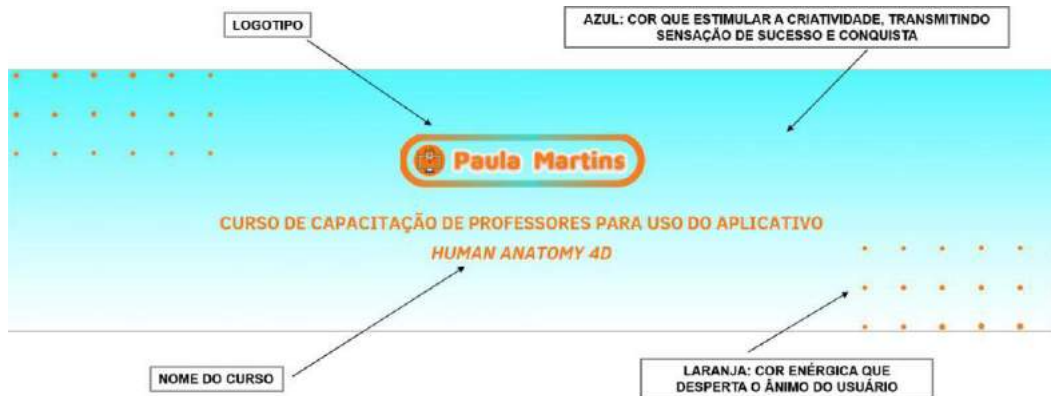 LOGOTIPO
AZUL: COR QUE ESTIMULAR A CRIATIVIDADE, TRANSMITINDO
SENSAÇÃO DE SUCESSO E CONQUISTA
Paula Martins
CURSO DE CAPACITAÇÃO DE PROFESSORES PARA USO DO APLICATIVO
HUMAN ANATOMY 4D
NOME DO CURSO
LARANJA: COR ENÉRGICA QUE
DESPERTA O ÂNIMO DO USUÁRIO